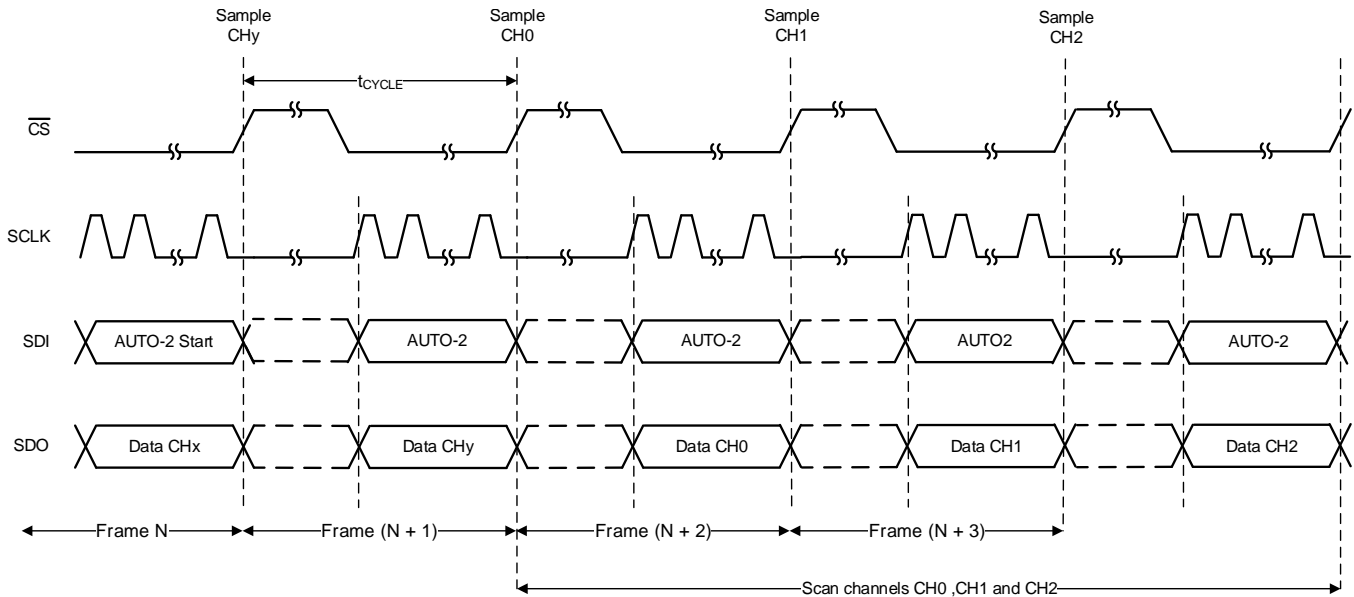 Sample
CHy
Sample
CH0
Sample
CH1
Sample
CH2
tCYCLE
CS
SCLK
SDI
AUTO-2 Start
AUTO-2
AUTO-2
AUTO2
AUTO-2
SDO
Data CHx
Data CHy
Data CH0
Data CH1
Data CH2
Frame N
Frame (N + 1)
Frame (N + 2)
Frame (N + 3)
Scan channels CH0 ,CH1 and CH2